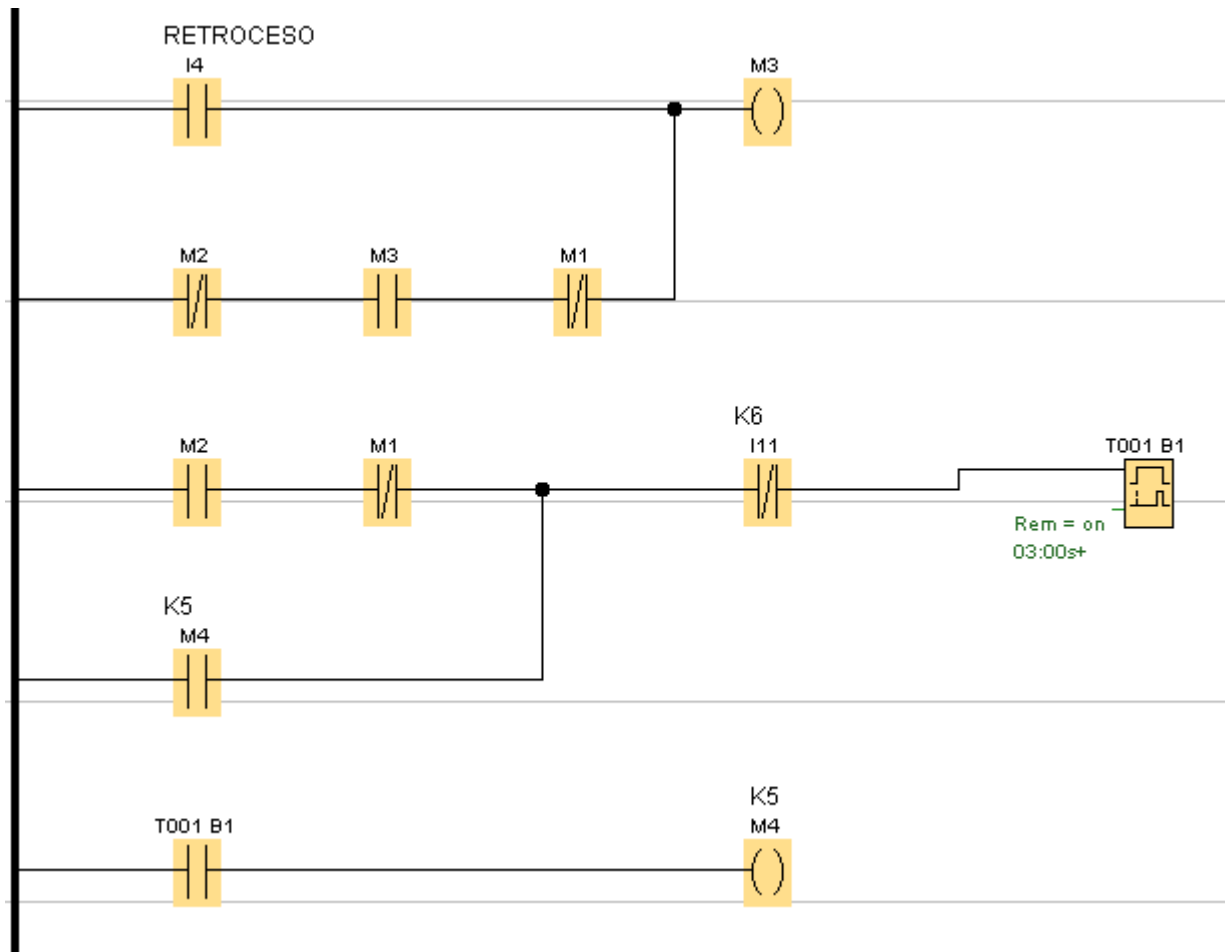 RETROCESO
I4
M3
M2
M3
M1
K6
M2
M1
I11
T001 B1
Rem = on
03:00s+
K5
M4
K5
T001 B1
M4